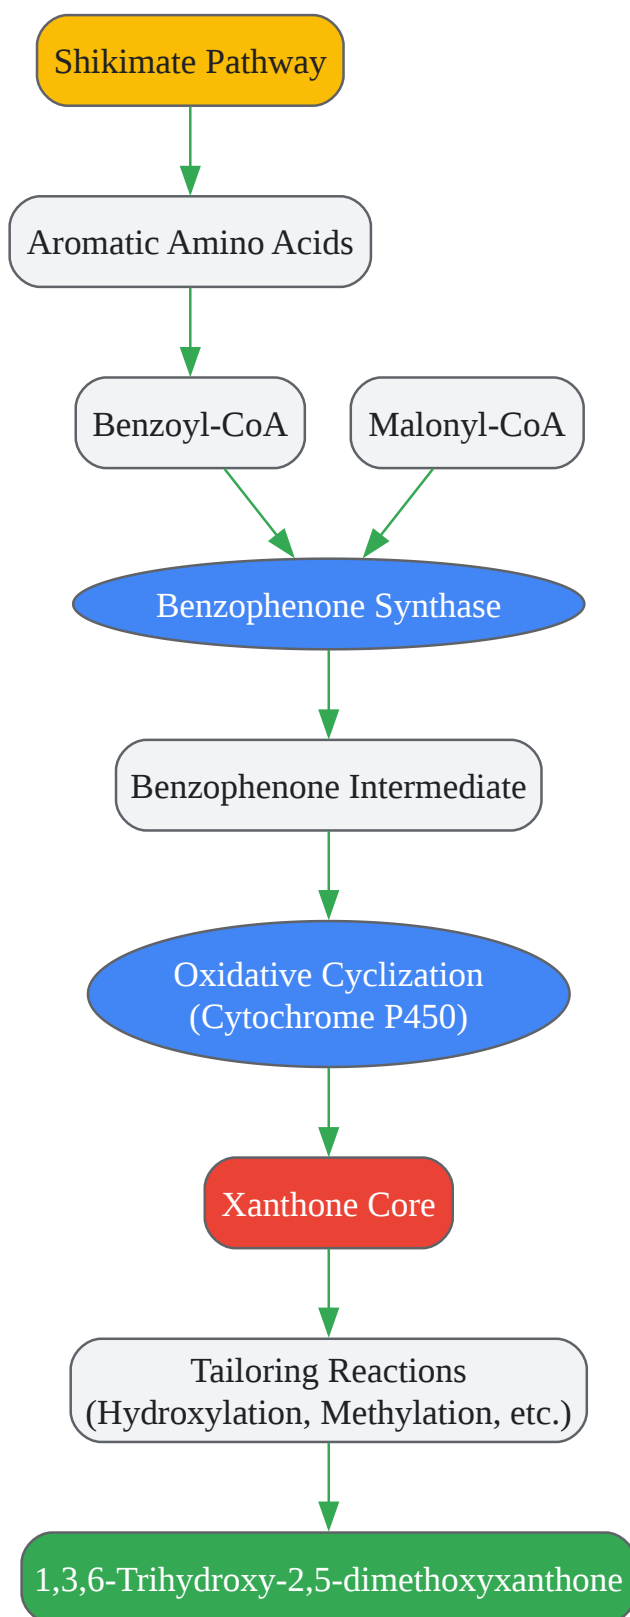 Shikimate Pathway
Aromatic Amino Acids
Benzoyl-CoA
Malonyl-CoA
Benzophenone Synthase
Benzophenone Intermediate
Oxidative Cyclization
(Cytochrome P450)
Xanthone Core
Tailoring Reactions
(Hydroxylation, Methylation, etc.)
1,3,6-Trihydroxy-2,5-dimethoxyxanthone